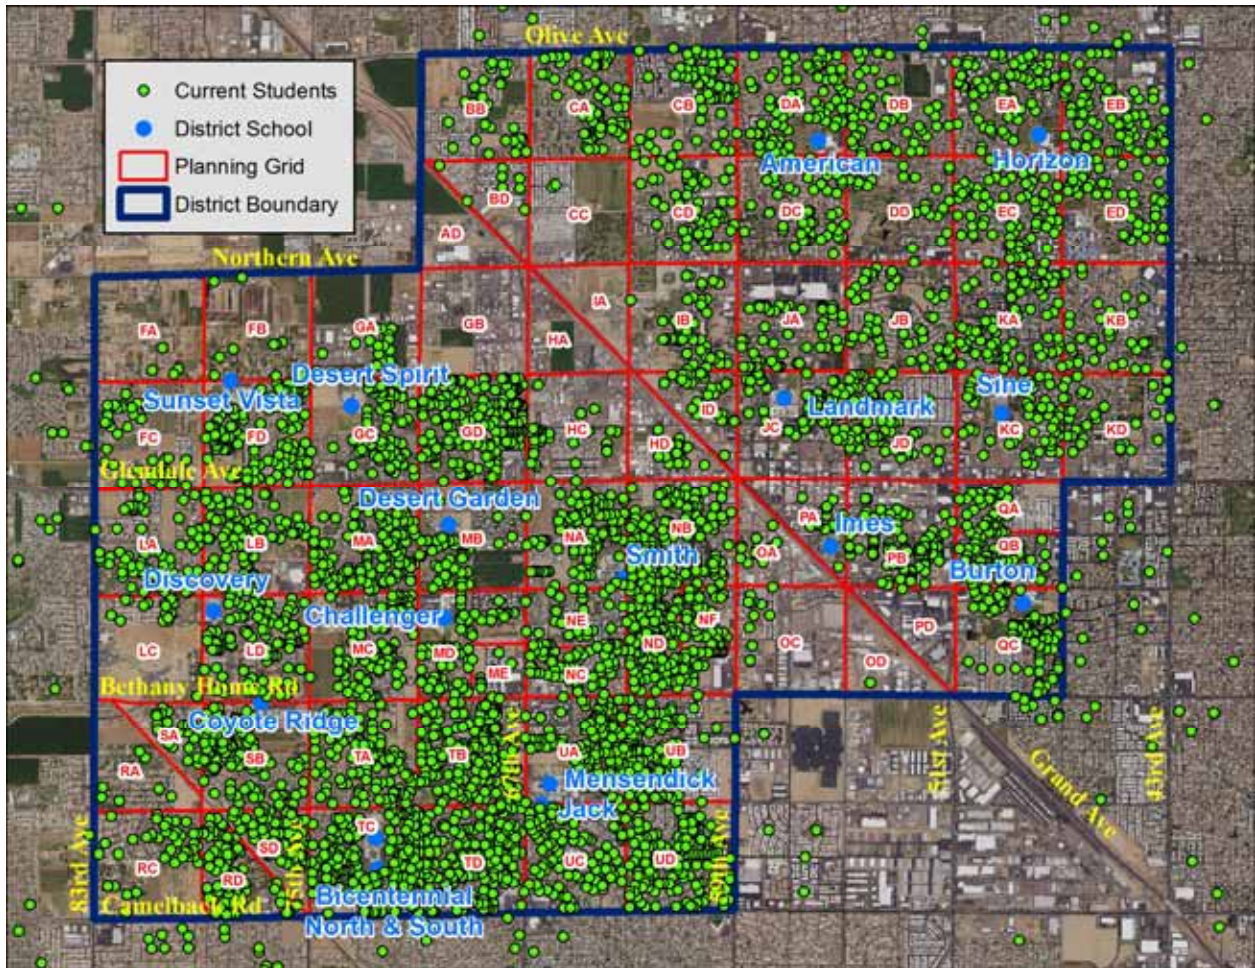 Olive Ave
Current Students
District School
Planning Grid
District Boundary
BB
CA
CB
DA
DB
EA
EB
American
Horizon
BD
CC
CD
DC
DD
EC
ED
AD
Northern Ave
FA
FB
GA
GB
HA
IA
IB
JA
JB
KA
KB
Desert Spirit
Sunset Vista
Sine
Landmark
FC
FD
GC
GD
HC
HD
ID
JC
JD
KC
KD
Glendale Ave
Desert Garden
LA
LB
MA
MB
NA
NB
OA
PA
PB
QA
QB
Imes
Smith
Burton
Discovery
Challenger
LC
LD
MC
MD
ME
NE
NC
ND
NF
OC
OD
PD
QC
Bethany Home Rd
Coyote Ridge
SA
RA
SB
TA
TB
67th Ave
UA
UB
51st Ave
Grand Ave
43rd Ave
Mensendick
Jack
83rd Ave
RC
RD
SD
75th Ave
TC
TD
UC
UD
59th Ave
Camelback Rd
Bicentennial
North & South